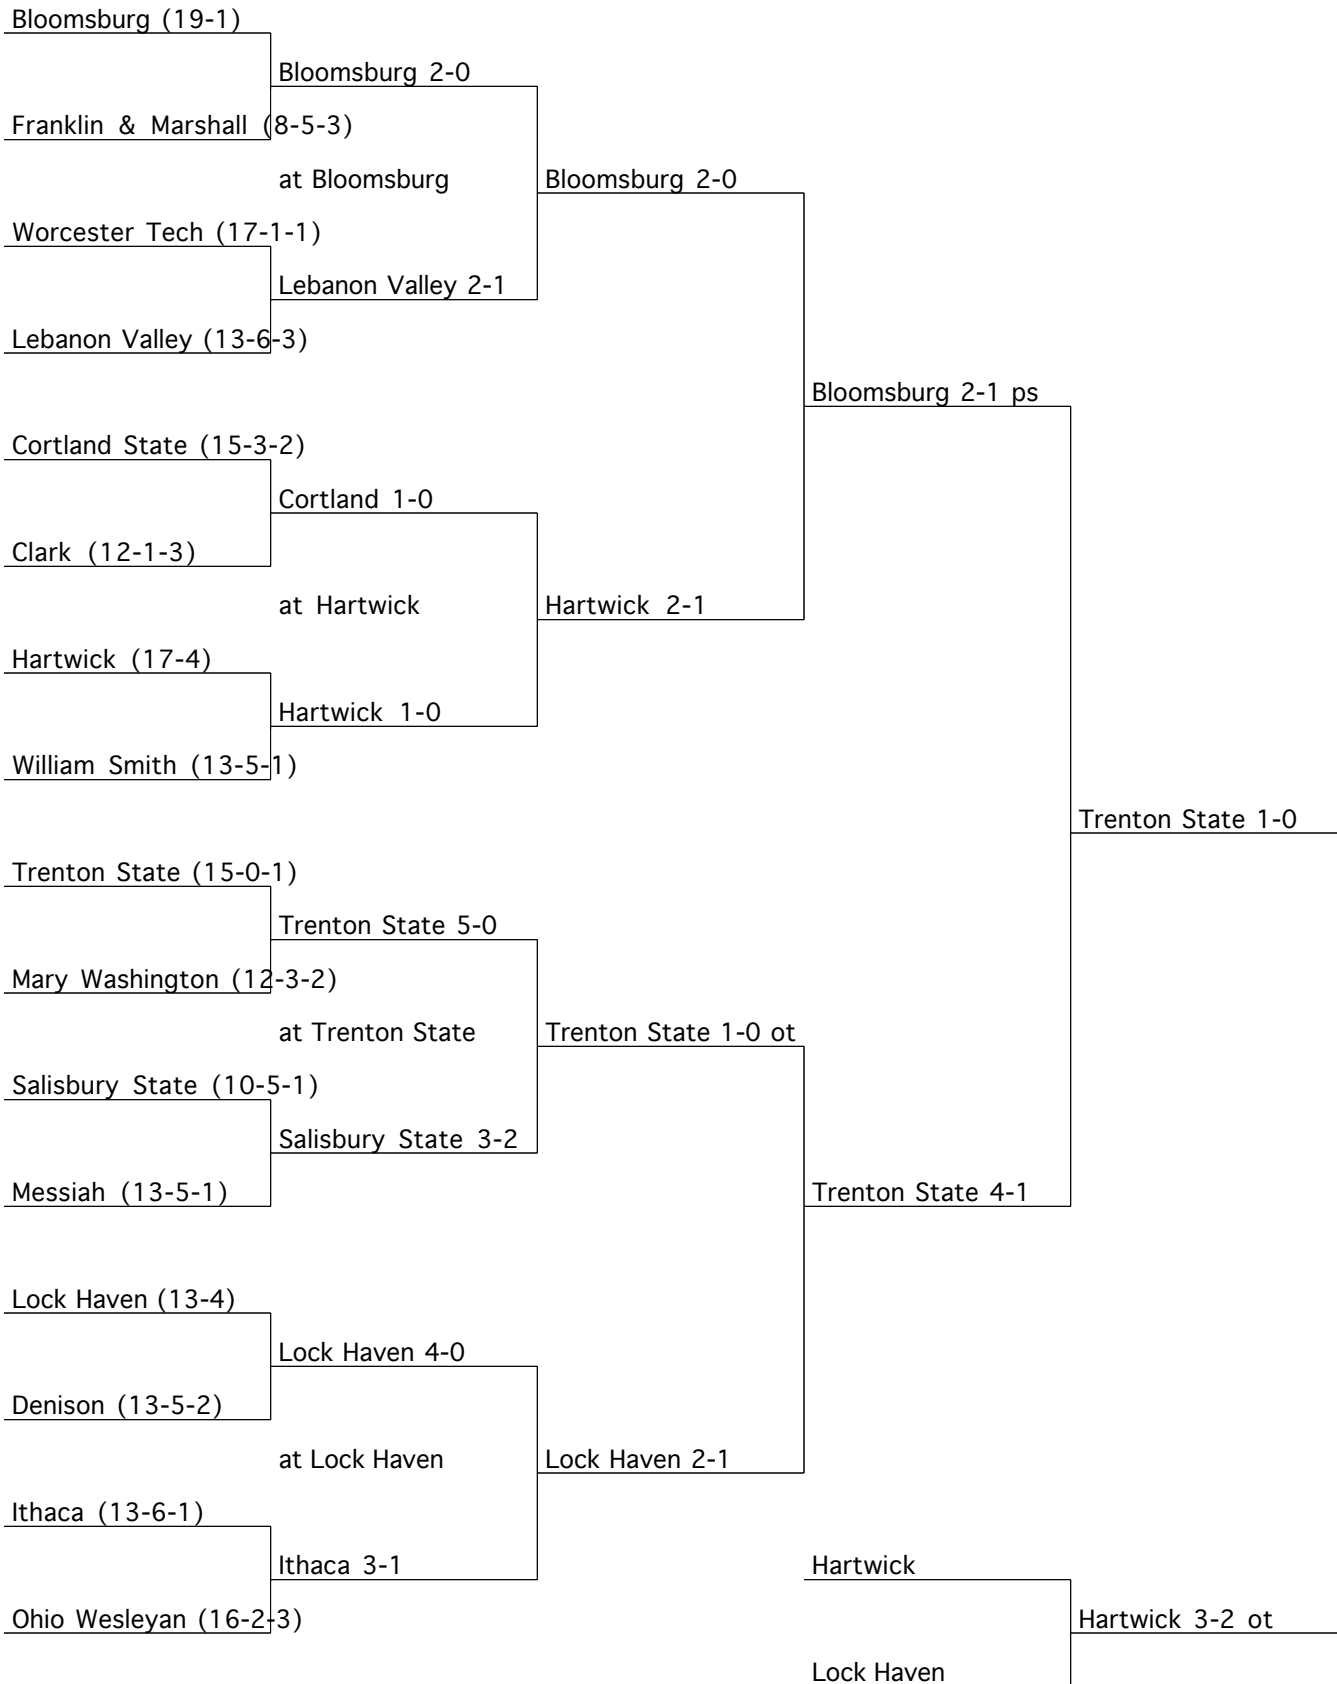 Bloomsburg (19-1)
Bloomsburg 2-0
Franklin & Marshall (8-5-3)
at Bloomsburg
Bloomsburg 2-0
Worcester Tech (17-1-1)
Lebanon Valley 2-1
Lebanon Valley (13-6-3)
Bloomsburg 2-1 ps
Cortland State (15-3-2)
Cortland 1-0
Clark (12-1-3)
at Hartwick
Hartwick 2-1
Hartwick (17-4)
Hartwick 1-0
William Smith (13-5-1)
Trenton State 1-0
Trenton State (15-0-1)
Trenton State 5-0
Mary Washington (12-3-2)
at Trenton State
Trenton State 1-0 ot
Salisbury State (10-5-1)
Salisbury State 3-2
Messiah (13-5-1)
Trenton State 4-1
Lock Haven (13-4)
Lock Haven 4-0
Denison (13-5-2)
at Lock Haven
Lock Haven 2-1
Ithaca (13-6-1)
Ithaca 3-1
Hartwick
Ohio Wesleyan (16-2-3)
Hartwick 3-2 ot
Lock Haven